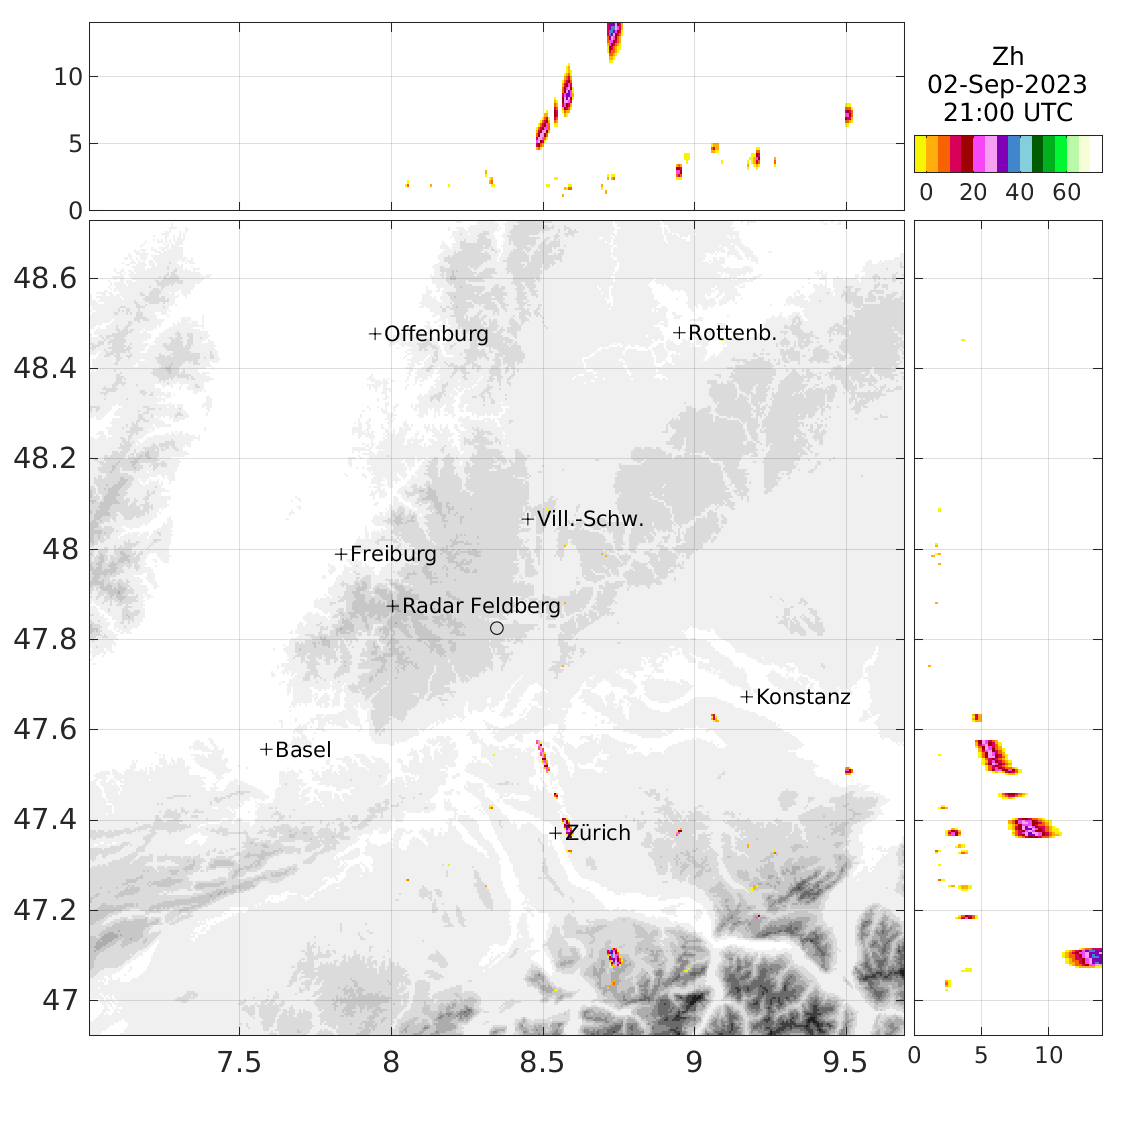 10
5
0
Zh
02-Sep-2023
21:00 UTC
0 20 40 60
48.6
48.4
48.2
48
47.8
47.6
47.4
47.2
47
+Offenburg
+Rottenb.
+Vill.-Schw.
+Freiburg
+Radar Feldberg
+Konstanz
+Basel
+Zürich
7.5 8 8.5 9 9.5
0 5 10